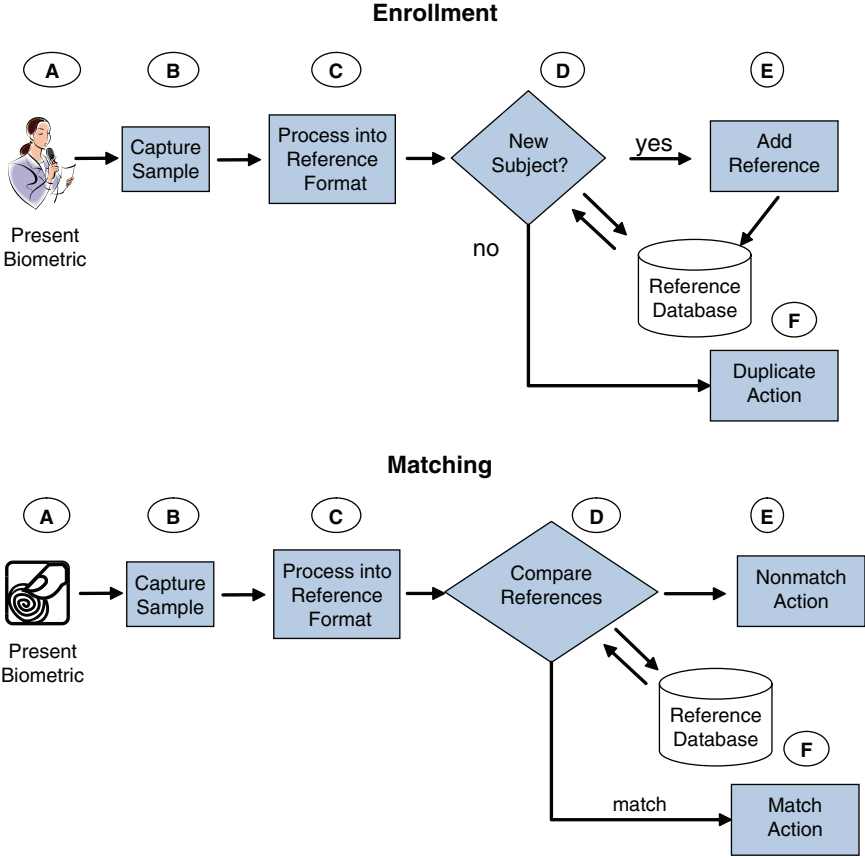 Enrollment
A
B
C
D
E
Present
Biometric
Capture
Sample
Process into
Reference
Format
New
Subject?
yes
Add
Reference
no
Reference
Database
F
Duplicate
Action
Matching
A
B
C
D
E
Present
Biometric
Capture
Sample
Process into
Reference
Format
Compare
References
Nonmatch
Action
Reference
Database
F
match
Match
Action